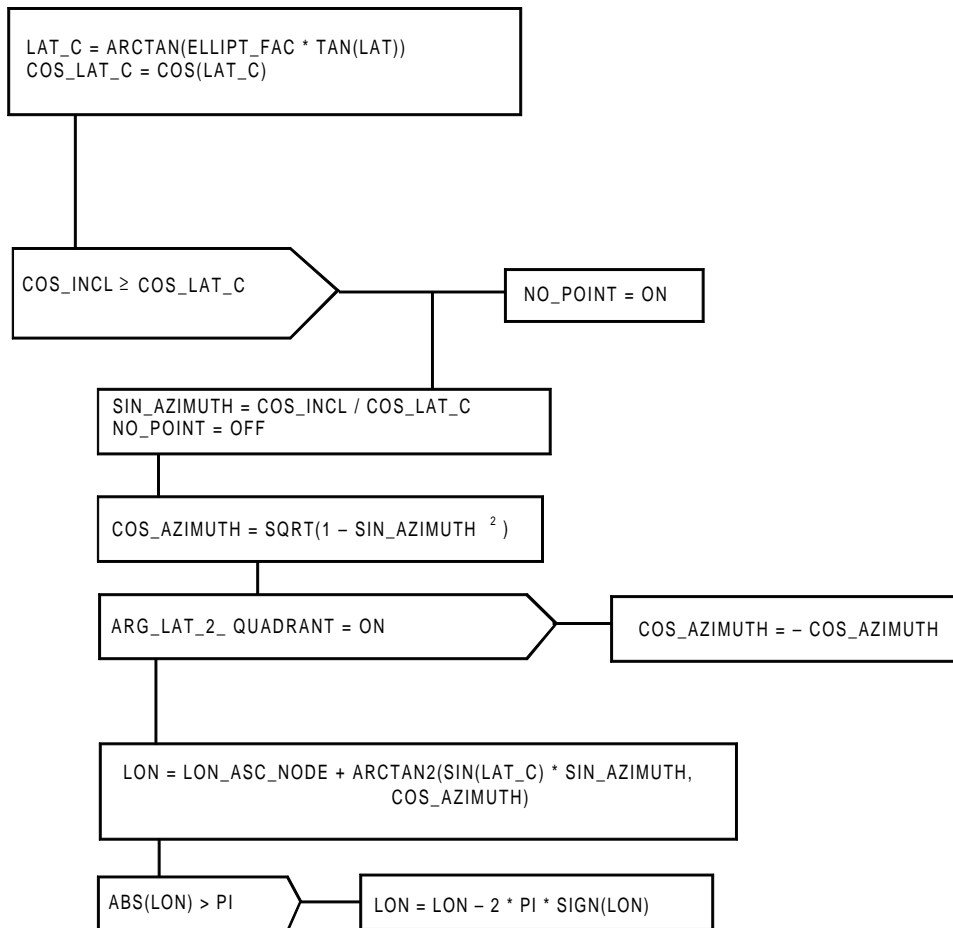 LAT_C = ARCTAN(ELLIPT_FAC * TAN(LAT))
COS_LAT_C = COS(LAT_C)
COS_INCL ≥ COS_LAT_C
NO_POINT = ON
SIN_AZIMUTH = COS_INCL / COS_LAT_C
NO_POINT = OFF
COS_AZIMUTH = SQRT(1 – SIN_AZIMUTH ²)
ARG_LAT_2_ QUADRANT = ON
COS_AZIMUTH = – COS_AZIMUTH
LON = LON_ASC_NODE + ARCTAN2(SIN(LAT_C) * SIN_AZIMUTH,
COS_AZIMUTH)
ABS(LON) > PI
LON = LON – 2 * PI * SIGN(LON)